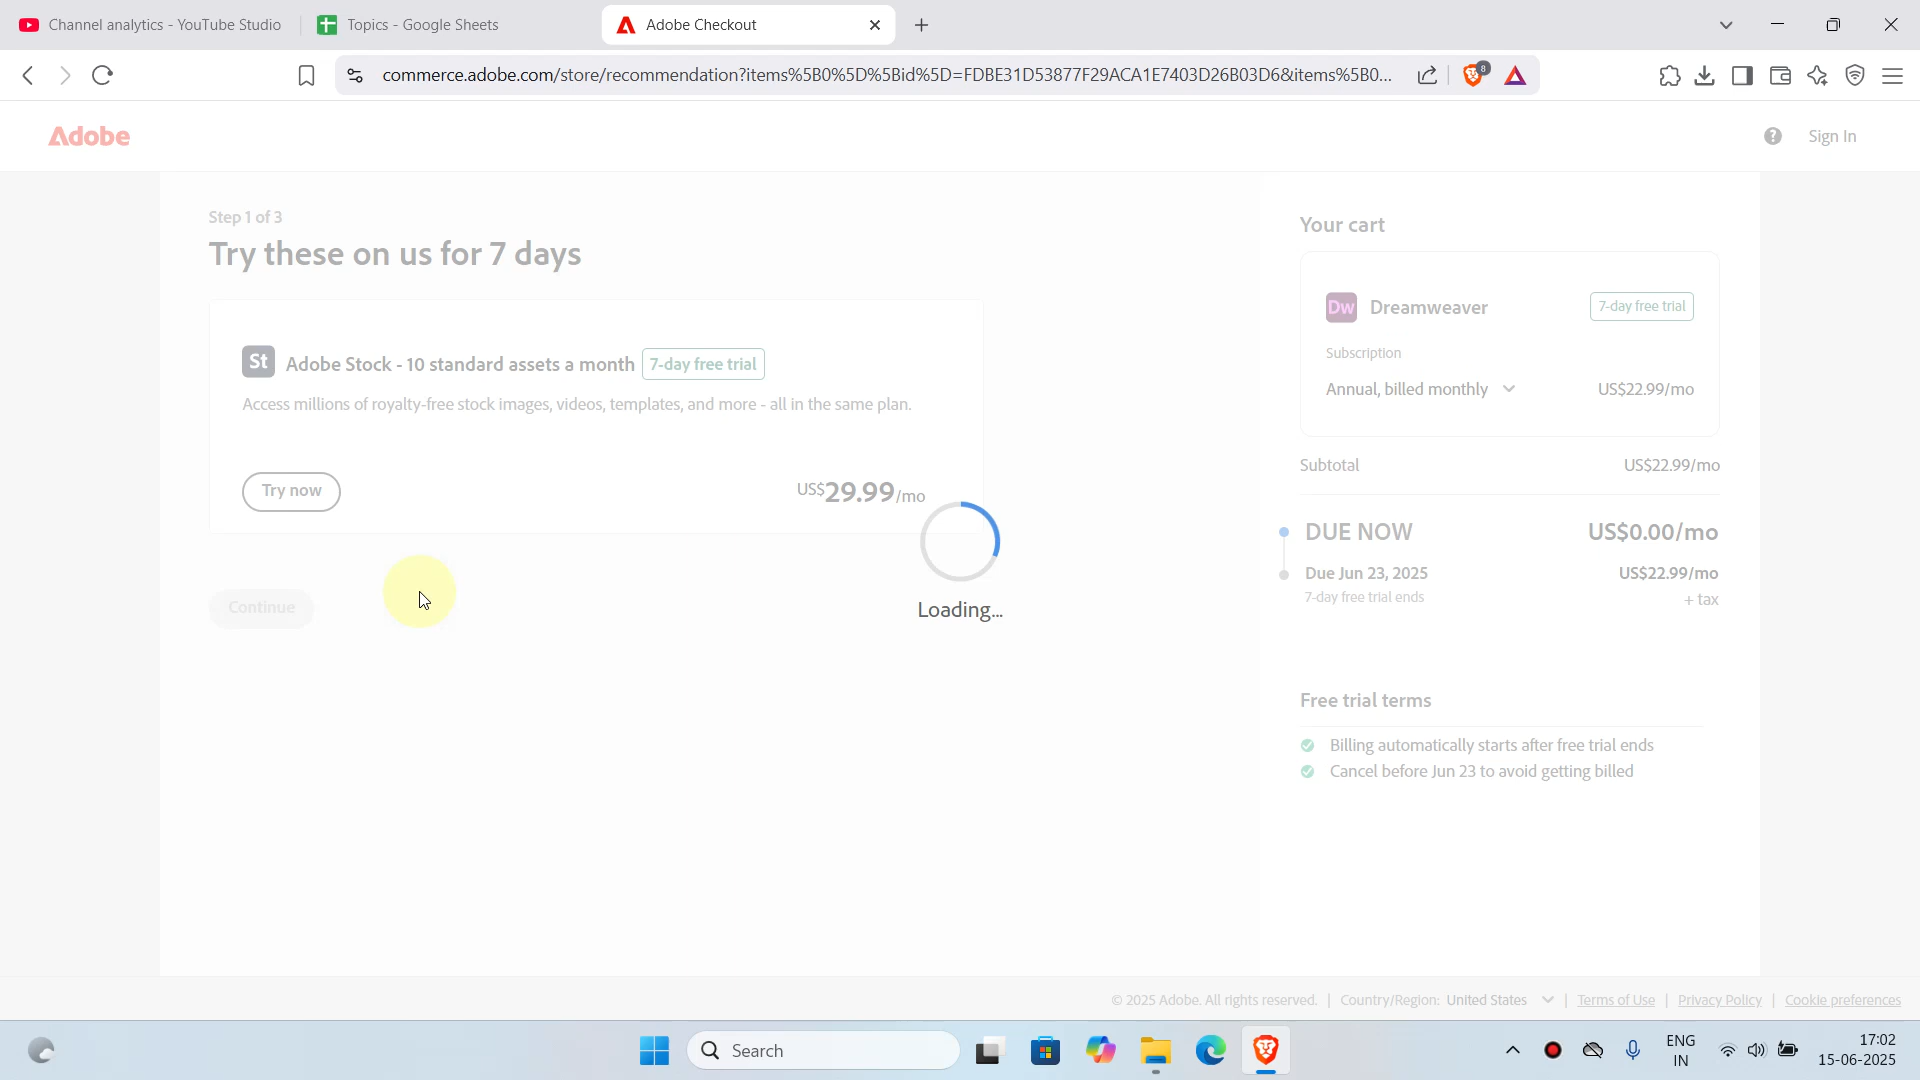 Channel analytics - YouTube Studio
Topics - Google Sheets
Adobe Checkout
commerce.adobe.com/store/recommendation?items%5B0%5D%5Bid%5D=FDBE31D53877F29ACA1E7403D26B03D6&items%5B0...
8
Adobe
Sign In
Step 1 of 3
Try these on us for 7 days
St Adobe Stock - 10 standard assets a month 7-day free trial
Access millions of royalty-free stock images, videos, templates, and more - all in the same plan.
Try now
US$29.99/mo
Continue
Loading...
Your cart
Dw Dreamweaver 7-day free trial
Subscription
Annual, billed monthly US$22.99/mo
Subtotal US$22.99/mo
DUE NOW US$0.00/mo
Due Jun 23, 2025 US$22.99/mo
7-day free trial ends + tax
Free trial terms
Billing automatically starts after free trial ends
Cancel before Jun 23 to avoid getting billed
© 2025 Adobe. All rights reserved. | Country/Region: United States | Terms of Use | Privacy Policy | Cookie preferences
Search
ENG
IN
17:02
15-06-2025